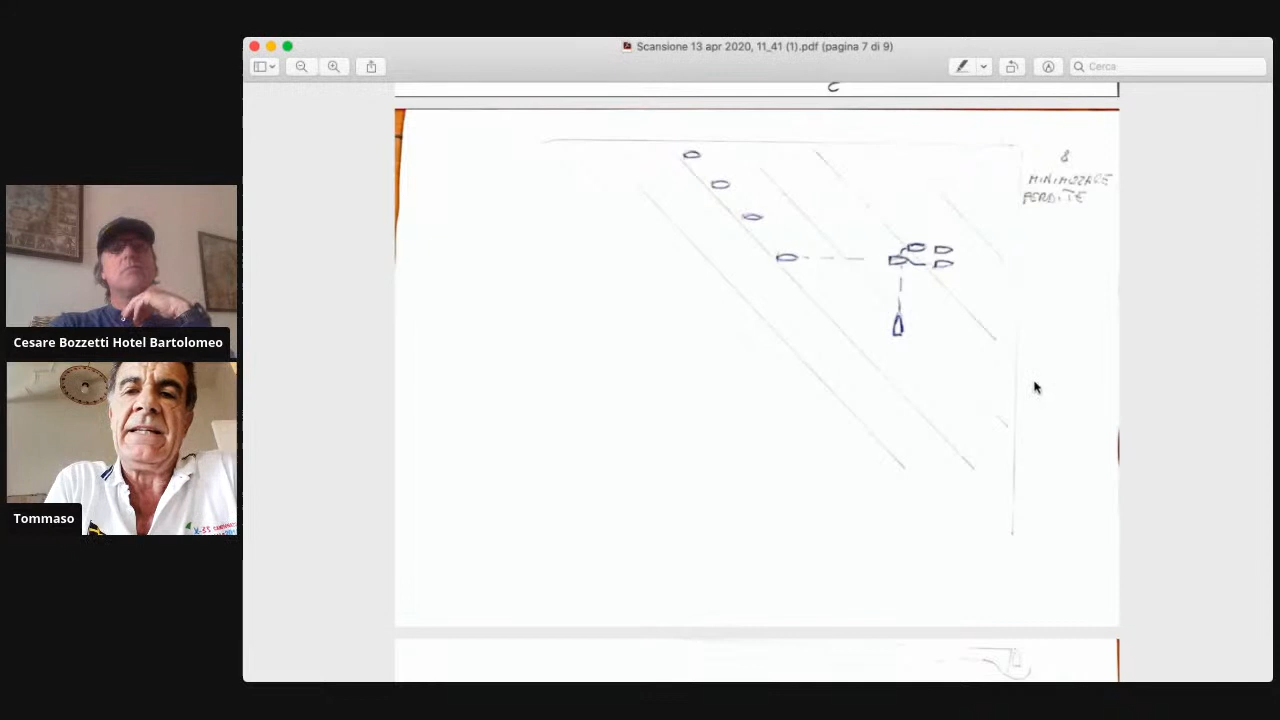 Scansione 13 apr 2020, 11_41 (1).pdf (pagina 7 di 9)
Cerca
C
8
MINIMIZZARE
PERDITE
Cesare Bozzetti Hotel Bartolomeo
Tommaso